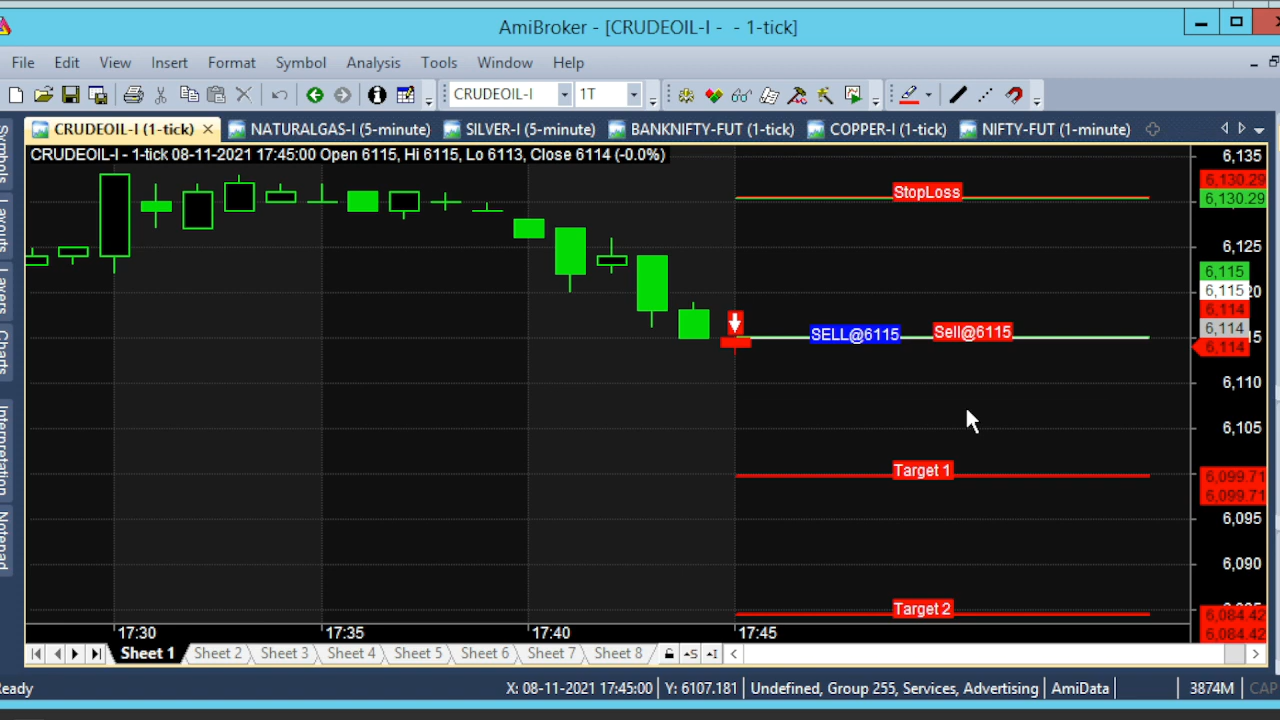 AmiBroker - [CRUDEOIL-I - - 1-tick]
File Edit View Insert Format Symbol Analysis Tools Window Help
CRUDEOIL-I 1T
CRUDEOIL-I (1-tick) NATURALGAS-I (5-minute) SILVER-I (5-minute) BANKNIFTY-FUT (1-tick) COPPER-I (1-tick) NIFTY-FUT (1-minute)
CRUDEOIL-I - 1-tick 08-11-2021 17:45:00 Open 6115, Hi 6115, Lo 6113, Close 6114 (-0.0%)
Symbols
Layouts
Layers
Charts
Interpretation
Notepad
6,135
StopLoss
6,130.29
6,130.29
6,125
6,115
6,115
6,114
6,114
6,114
SELL@6115
Sell@6115
6,110
6,105
Target 1
6,099.71
6,099.71
6,095
6,090
Target 2
6,084.42
6,084.42
17:30 17:35 17:40 17:45
Sheet 1 Sheet 2 Sheet 3 Sheet 4 Sheet 5 Sheet 6 Sheet 7 Sheet 8
X: 08-11-2021 17:45:00 Y: 6107.181 Undefined, Group 255, Services, Advertising AmiData 3874M CAP